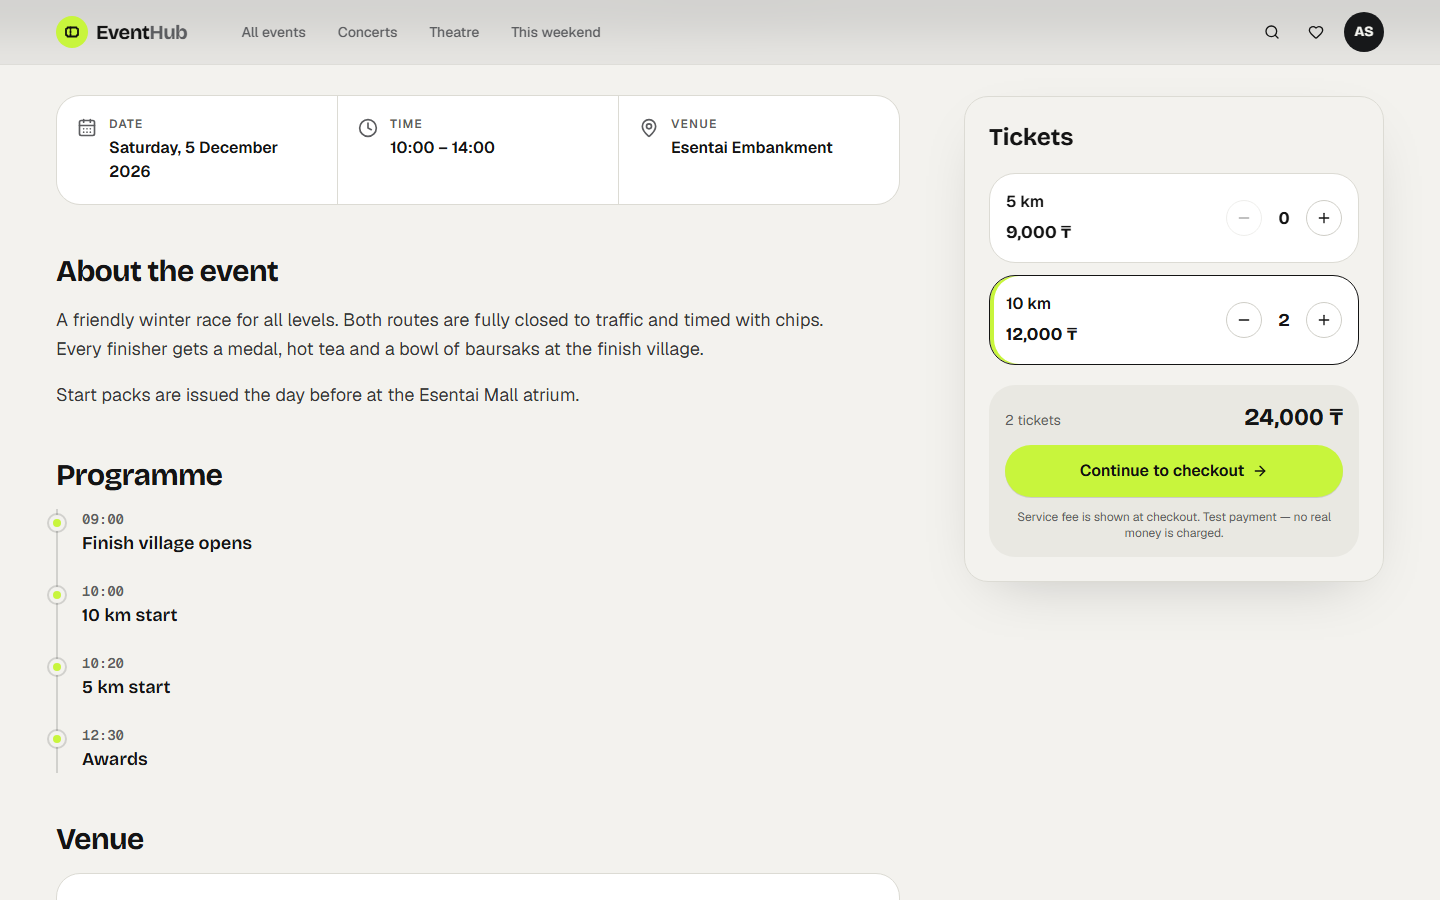 EventHub
All events
Concerts
Theatre
This weekend
AS
DATE
Saturday, 5 December
2026
TIME
10:00 – 14:00
VENUE
Esentai Embankment
About the event
A friendly winter race for all levels. Both routes are fully closed to traffic and timed with chips.
Every finisher gets a medal, hot tea and a bowl of baursaks at the finish village.
Start packs are issued the day before at the Esentai Mall atrium.
Programme
09:00
Finish village opens
10:00
10 km start
10:20
5 km start
12:30
Awards
Venue
Tickets
5 km
9,000 ₸
− 0 +
10 km
12,000 ₸
− 2 +
2 tickets
24,000 ₸
Continue to checkout →
Service fee is shown at checkout. Test payment — no real
money is charged.